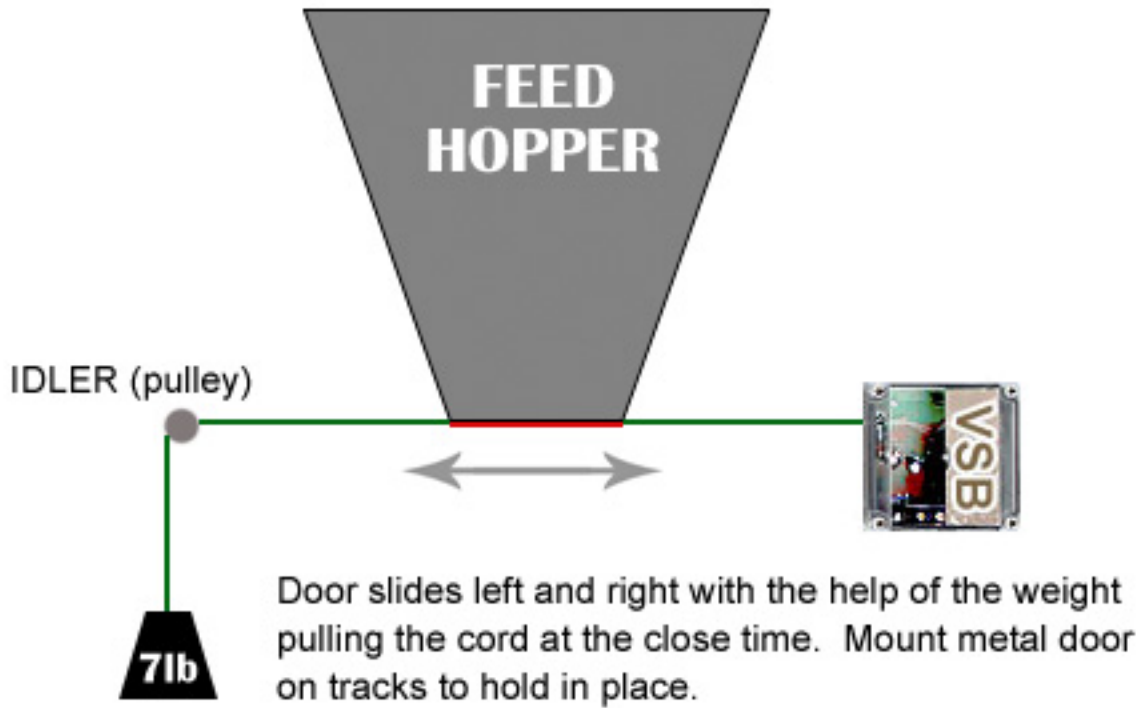 FEED
HOPPER
IDLER (pulley)
VSB
Door slides left and right with the help of the weight
pulling the cord at the close time.  Mount metal door
on tracks to hold in place.
7lb